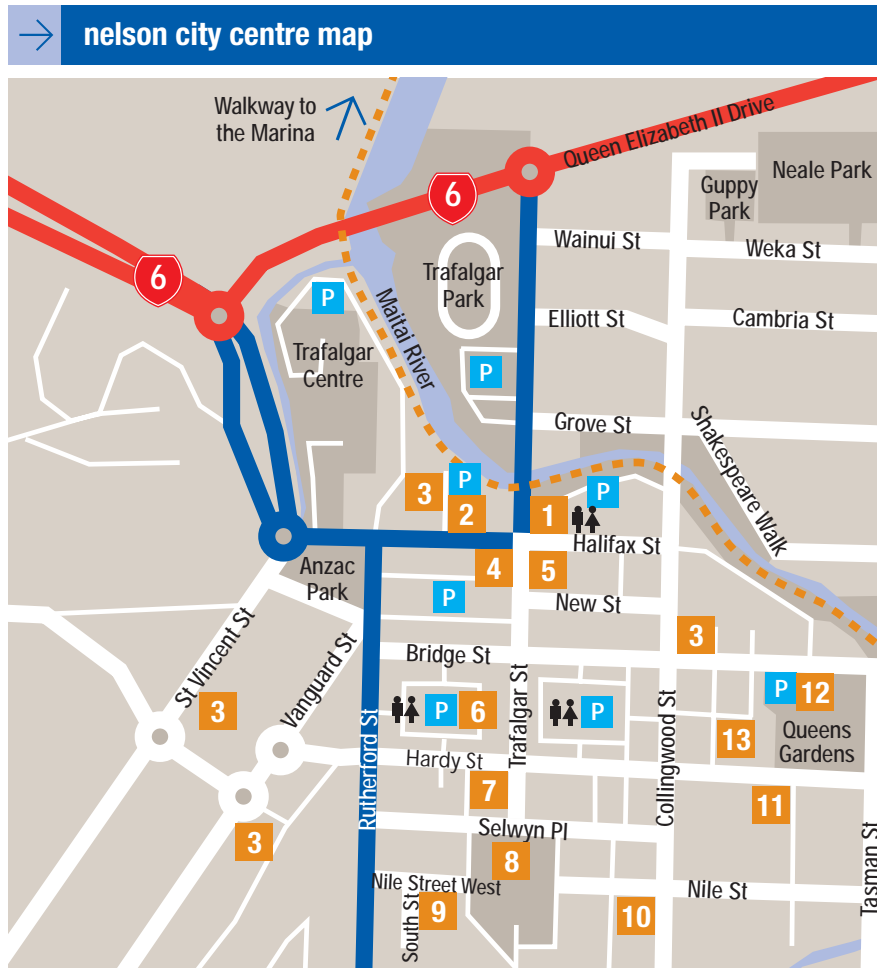 nelson city centre map
Walkway to
the Marina
Queen Elizabeth II Drive
6
6
Neale Park
Guppy
Park
Wainui St
Weka St
Trafalgar
Park
P
Maitai River
Elliott St
Cambria St
Trafalgar
Centre
P
Grove St
Shakespeare Walk
3
P
2
1
P
Halifax St
4
5
Anzac
Park
P
New St
3
St Vincent St
Vanguard St
Bridge St
3
P
6
P
P
12
Queens
Gardens
13
Rutherford St
Trafalgar St
Collingwood St
Hardy St
7
11
3
Selwyn Pl
8
Tasman St
Nile Street West
South St
9
10
Nile St